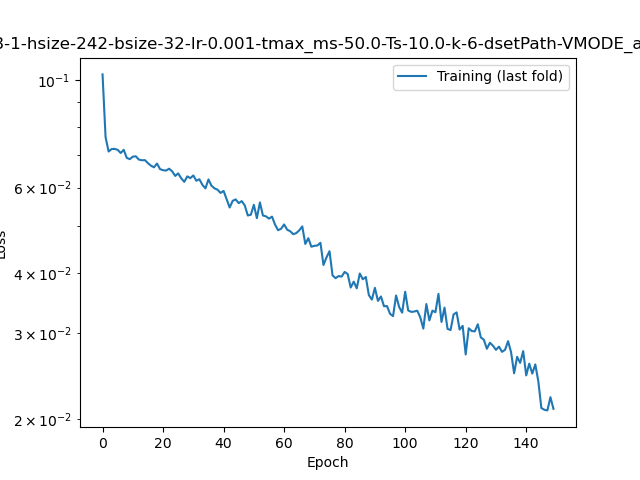 3-1-hsize-242-bsize-32-lr-0.001-tmax_ms-50.0-Ts-10.0-k-6-dsetPath-VMODE_a
Training (last fold)
10⁻¹
6 × 10⁻²
4 × 10⁻²
3 × 10⁻²
2 × 10⁻²
Loss
0 20 40 60 80 100 120 140
Epoch